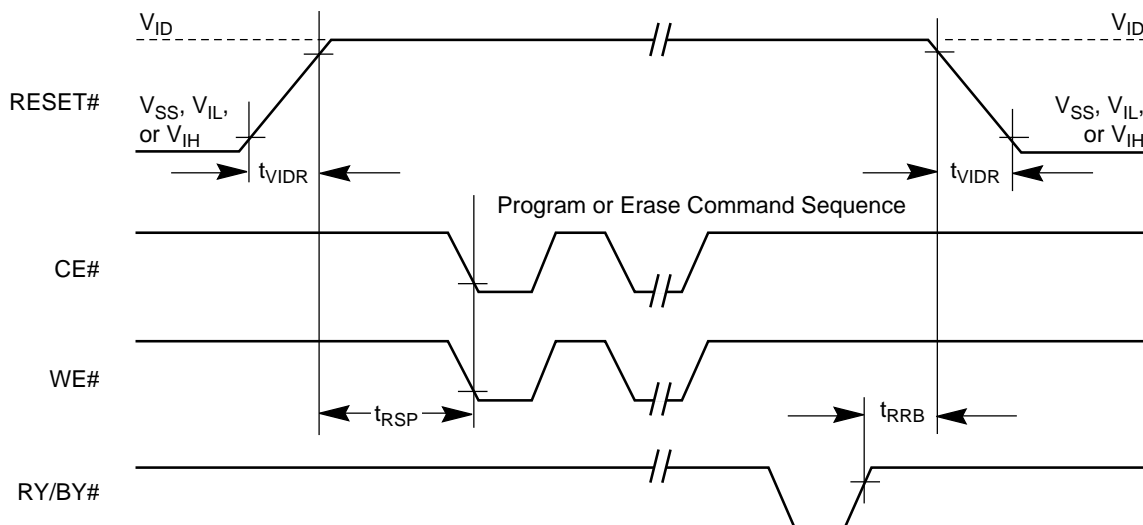 V_ID
V_ID
RESET#
V_SS, V_IL,
or V_IH
V_SS, V_IL,
or V_IH
t_VIDR
t_VIDR
Program or Erase Command Sequence
CE#
WE#
t_RSP
t_RRB
RY/BY#